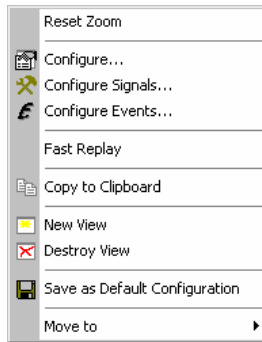 Reset Zoom
Configure...
Configure Signals...
Configure Events...
Fast Replay
Copy to Clipboard
New View
Destroy View
Save as Default Configuration
Move to